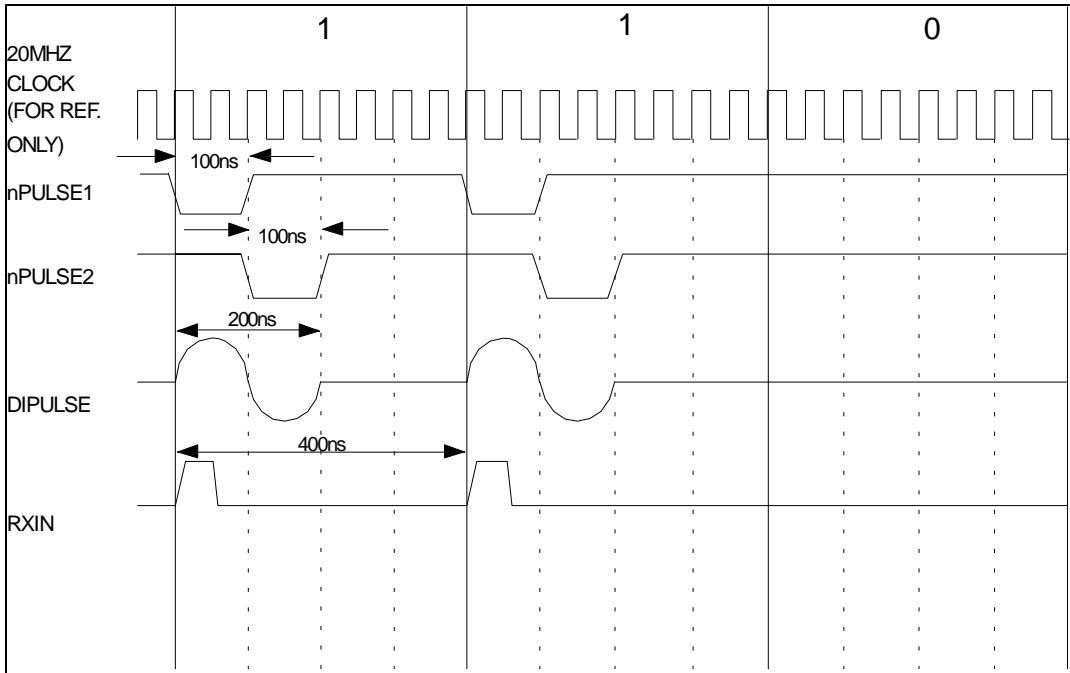 1 1 0
20MHZ
CLOCK
(FOR REF.
ONLY)
100ns
nPULSE1
100ns
nPULSE2
200ns
DIPULSE
400ns
RXIN